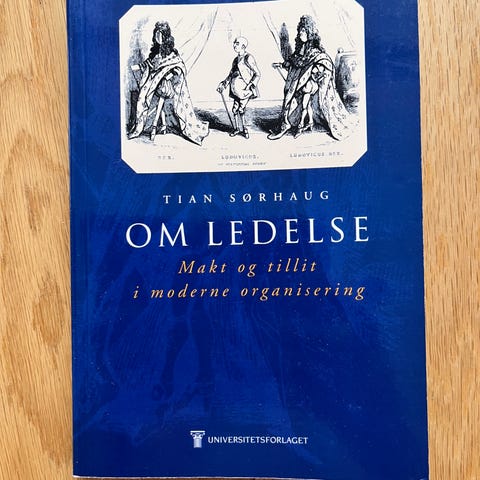 REX.
LUDOVICUS.
LUDOVICUS REX.
TIAN SØRHAUG
OM LEDELSE
Makt og tillit
i moderne organisering
UNIVERSITETSFORLAGET